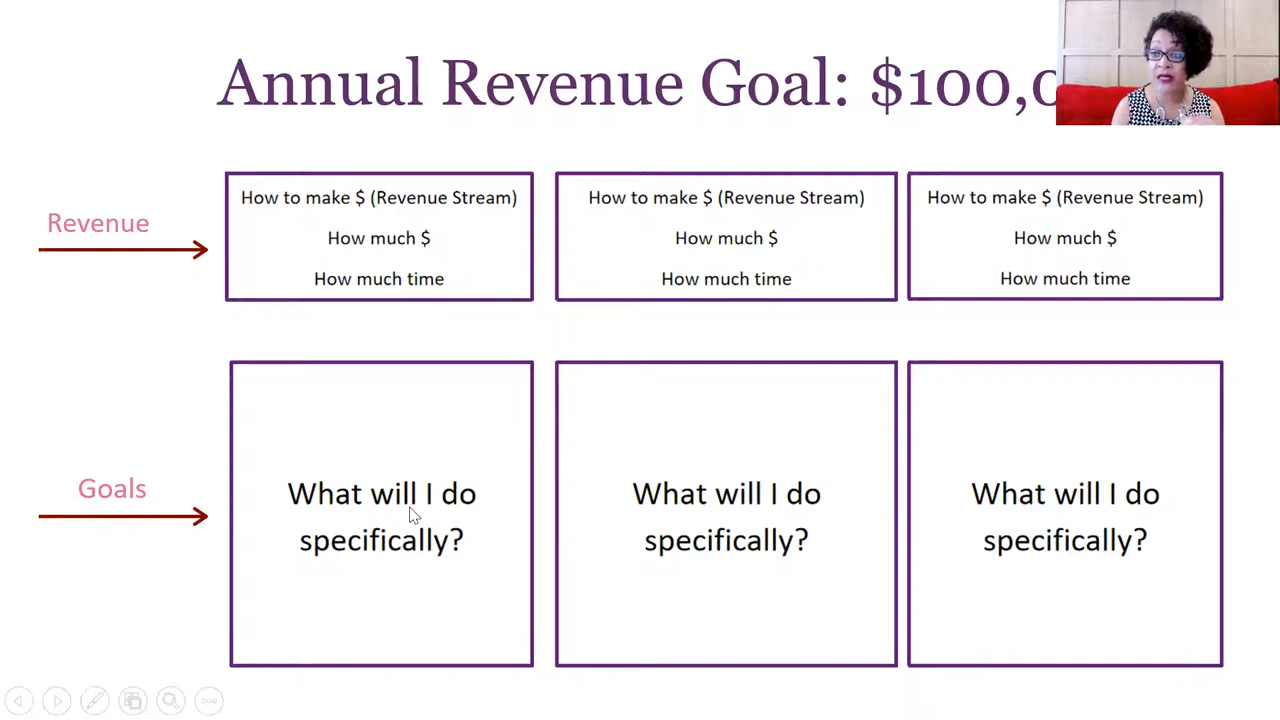 Annual Revenue Goal: $100,0
Revenue
How to make $ (Revenue Stream)
How much $
How much time
How to make $ (Revenue Stream)
How much $
How much time
How to make $ (Revenue Stream)
How much $
How much time
Goals
What will I do
specifically?
What will I do
specifically?
What will I do
specifically?